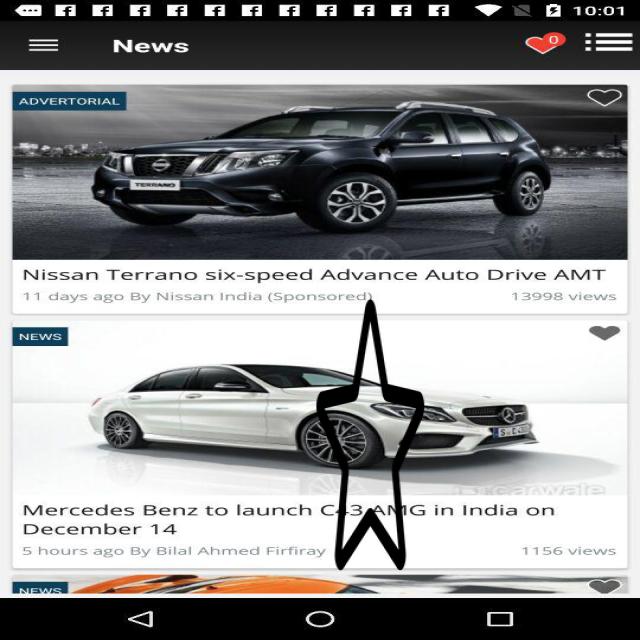 10:01
News
0
ADVERTORIAL
TERRANO
Nissan Terrano six-speed Advance Auto Drive AMT
11 days ago By Nissan India (Sponsored)
13998 views
NEWS
carwale
Mercedes Benz to launch C43 AMG in India on
December 14
5 hours ago By Bilal Ahmed Firfiray
1156 views
NEWS